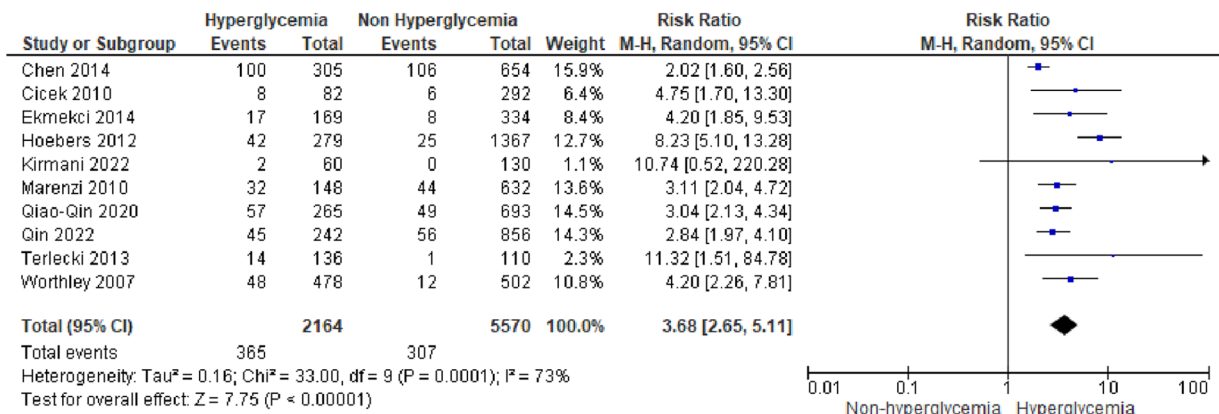 Hyperglycemia Non Hyperglycemia Risk Ratio Risk Ratio
Study or Subgroup Events Total Events Total Weight M-H, Random, 95% CI M-H, Random, 95% CI
Chen 2014 100 305 106 654 15.9% 2.02 [1.60, 2.56]
Cicek 2010 8 82 6 292 6.4% 4.75 [1.70, 13.30]
Ekmekci 2014 17 169 8 334 8.4% 4.20 [1.85, 9.53]
Hoebers 2012 42 279 25 1367 12.7% 8.23 [5.10, 13.28]
Kirmani 2022 2 60 0 130 1.1% 10.74 [0.52, 220.28]
Marenzi 2010 32 148 44 632 13.6% 3.11 [2.04, 4.72]
Qiao-Qin 2020 57 265 49 693 14.5% 3.04 [2.13, 4.34]
Qin 2022 45 242 56 856 14.3% 2.84 [1.97, 4.10]
Terlecki 2013 14 136 1 110 2.3% 11.32 [1.51, 84.78]
Worthley 2007 48 478 12 502 10.8% 4.20 [2.26, 7.81]
Total (95% CI) 2164 5570 100.0% 3.68 [2.65, 5.11]
Total events 365 307
Heterogeneity: Tau² = 0.16; Chi² = 33.00, df = 9 (P = 0.0001); I² = 73%
Test for overall effect: Z = 7.75 (P < 0.00001)
0.01 0.1 1 10 100
Non-hyperglycemia Hyperglycemia